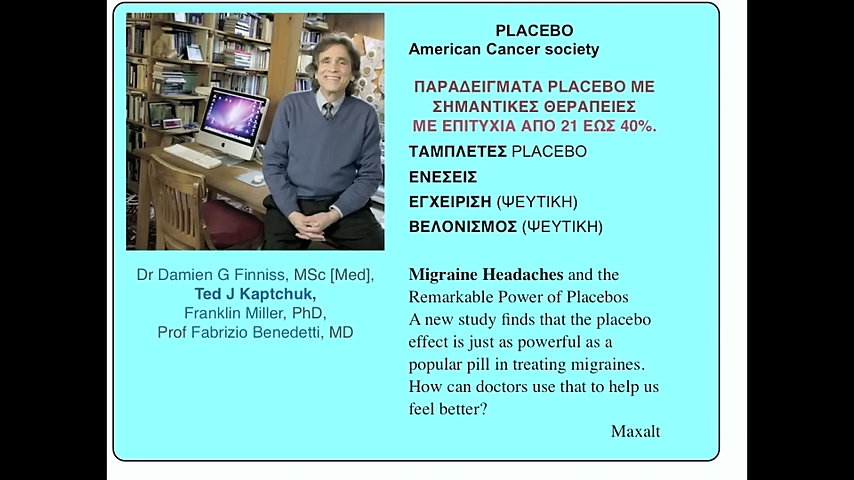 PLACEBO
American Cancer society
ΠΑΡΑΔΕΙΓΜΑΤΑ PLACEBO ΜΕ
ΣΗΜΑΝΤΙΚΕΣ ΘΕΡΑΠΕΙΕΣ
ΜΕ ΕΠΙΤΥΧΙΑ ΑΠΟ 21 ΕΩΣ 40%.
ΤΑΜΠΛΕΤΕΣ PLACEBO
ΕΝΕΣΕΙΣ
ΕΓΧΕΙΡΙΣΗ (ΨΕΥΤΙΚΗ)
ΒΕΛΟΝΙΣΜΟΣ (ΨΕΥΤΙΚΗ)
Dr Damien G Finniss, MSc [Med],
Ted J Kaptchuk,
Franklin Miller, PhD,
Prof Fabrizio Benedetti, MD
Migraine Headaches and the
Remarkable Power of Placebos
A new study finds that the placebo
effect is just as powerful as a
popular pill in treating migraines.
How can doctors use that to help us
feel better?
Maxalt